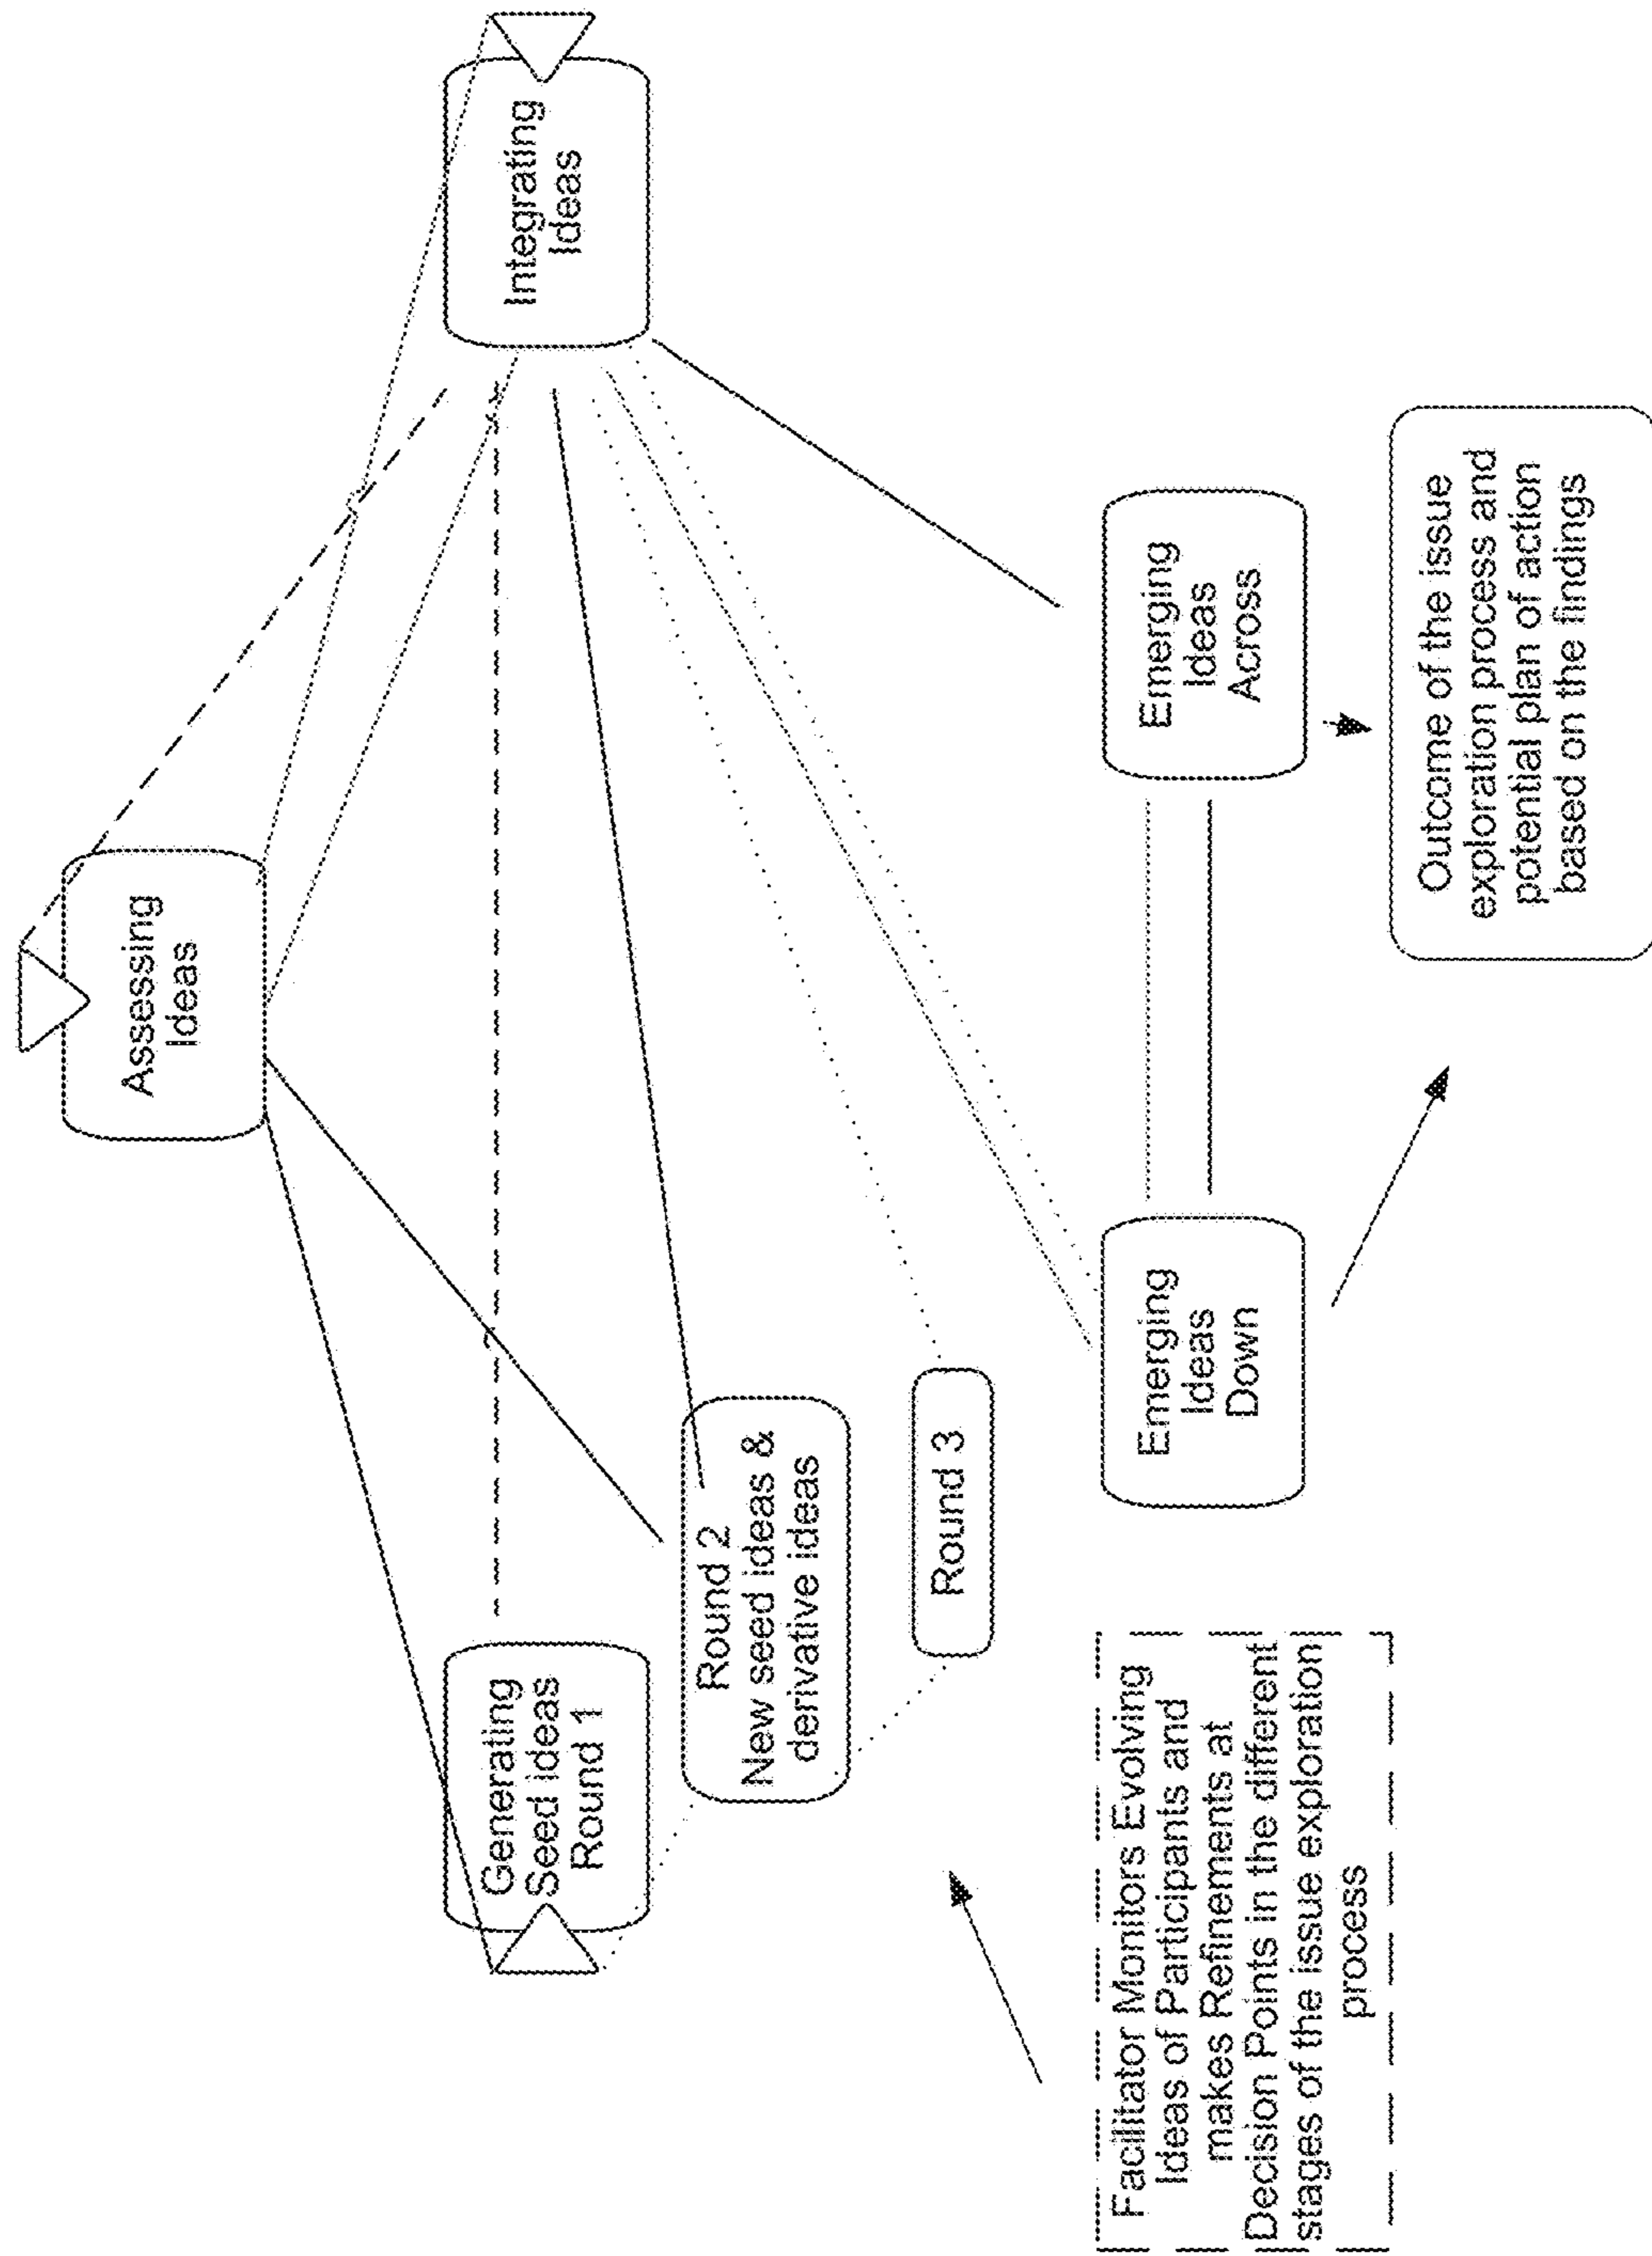 Assessing
Ideas
Generating
Seed ideas
Round 1
Integrating
Ideas
Round 2
New seed ideas &
derivative ideas
Round 3
Emerging
Ideas
Down
Emerging
Ideas
Across
Facilitator Monitors Evolving
Ideas of Participants and
makes Refinements at
Decision Points in the different
stages of the issue exploration
process
Outcome of the issue
exploration process and
potential plan of action
based on the findings